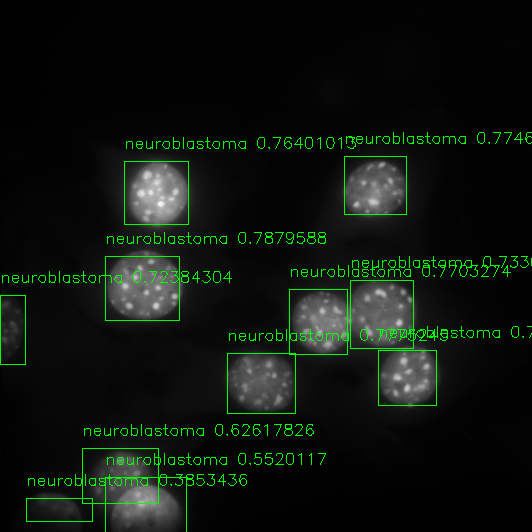 neuroblastoma 0.7640101
neuroblastoma 0.7746
neuroblastoma 0.7879588
neuroblastoma 0.733
neuroblastoma 0.7703274
neuroblastoma 0.72384304
neuroblastoma
neuroblastoma 0.7
neuroblastoma 0.62617826
neuroblastoma 0.5520117
neuroblastoma 0.3853436